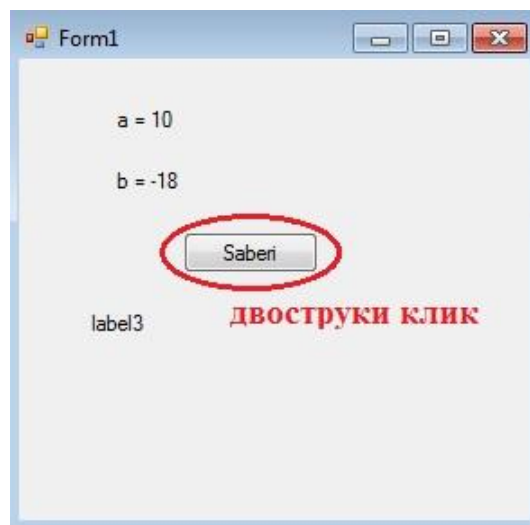 Form1
a = 10
b = -18
Saberi
двоструки клик
label3